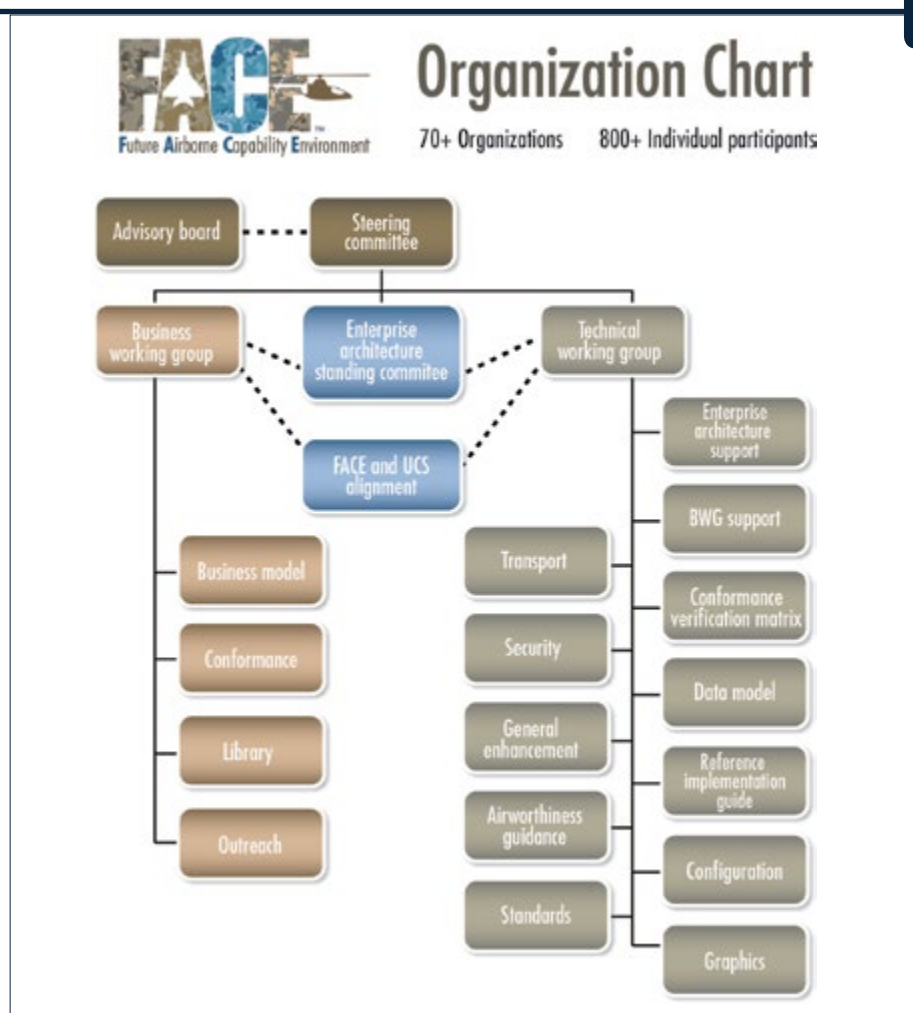 FACE
™
Future Airborne Capability Environment
Organization Chart
70+ Organizations 800+ Individual participants
Advisory board
Steering
committee
Business
working group
Enterprise
architecture
standing commitee
Technical
working group
FACE and UCS
alignment
Business model
Conformance
Library
Outreach
Transport
Security
General
enhancement
Airworthiness
guidance
Standards
Enterprise
architecture
support
BWG support
Conformance
verification matrix
Data model
Reference
implementation
guide
Configuration
Graphics